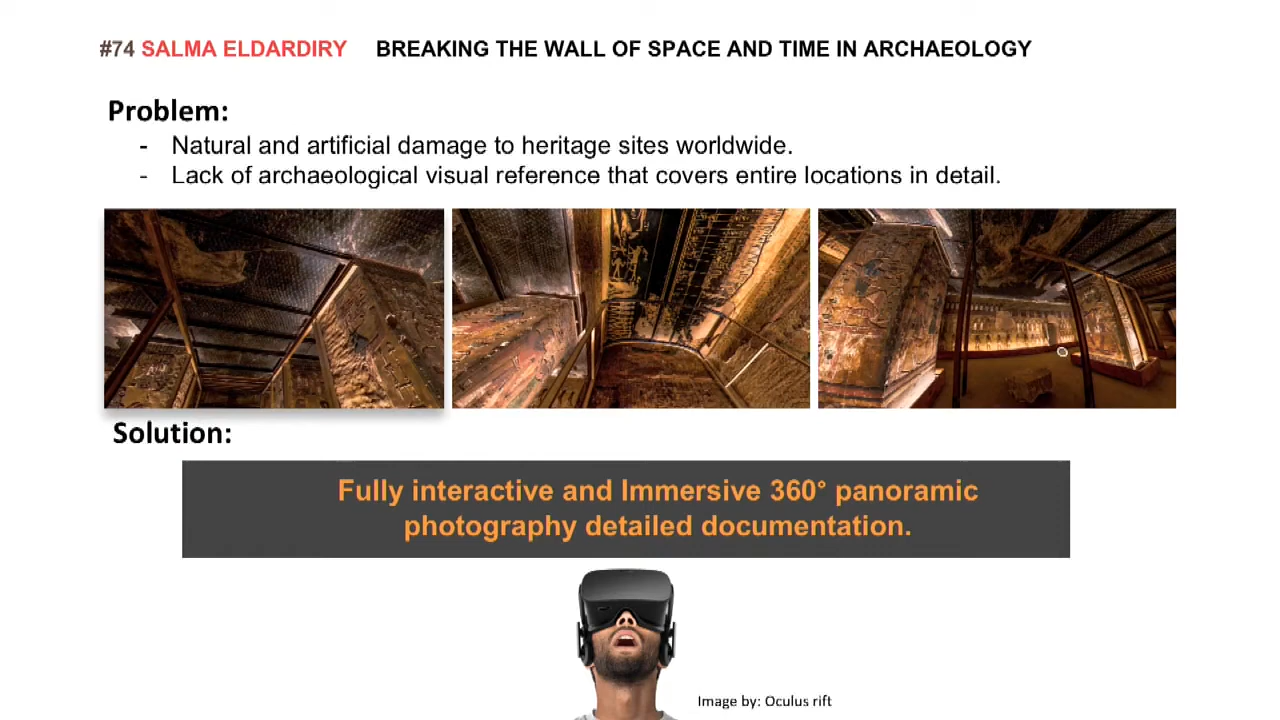 #74 SALMA ELDARDIRY BREAKING THE WALL OF SPACE AND TIME IN ARCHAEOLOGY
Problem:
- Natural and artificial damage to heritage sites worldwide.
- Lack of archaeological visual reference that covers entire locations in detail.
Solution:
Fully interactive and Immersive 360° panoramic
photography detailed documentation.
Image by: Oculus rift